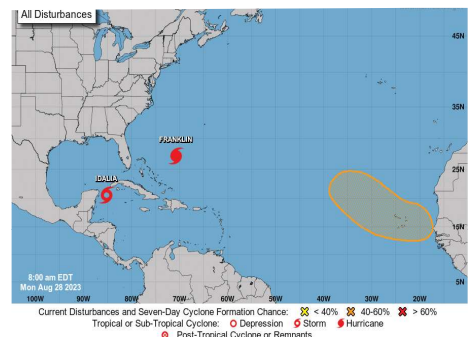 All Disturbances
45N
35N
FRANKLIN
25N
IDALIA
15N
8:00 am EDT
Mon Aug 28 2023
5N
100W 90W 80W 70W 60W 50W 40W 30W 20W
Current Disturbances and Seven-Day Cyclone Formation Chance: < 40% 40-60% > 60%
Tropical or Sub-Tropical Cyclone: Depression Storm Hurricane
Post-Tropical Cyclone or Remnants